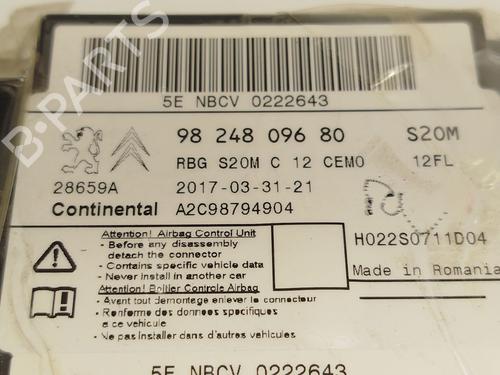 5E NBCV 0222643
98 248 096 80
S20M
RBG S20M C 12 CEMO
12FL
28659A
2017-03-31-21
Continental
A2C98794904
Attention! Airbag Control Unit
- Before any disassembly
detach the connector
- Contains specific vehicle data
- Never insert in another car
Attention! Boitier Controle Airbag
- Avant tout demontage enlever le connecteur
- Renferme des donnees specifiques
a ce vehicule
- Ne pas installer dans d'autres vehicules
H022S0711D04
Made in Romania
5E NBCV 0222643
B-PARTS